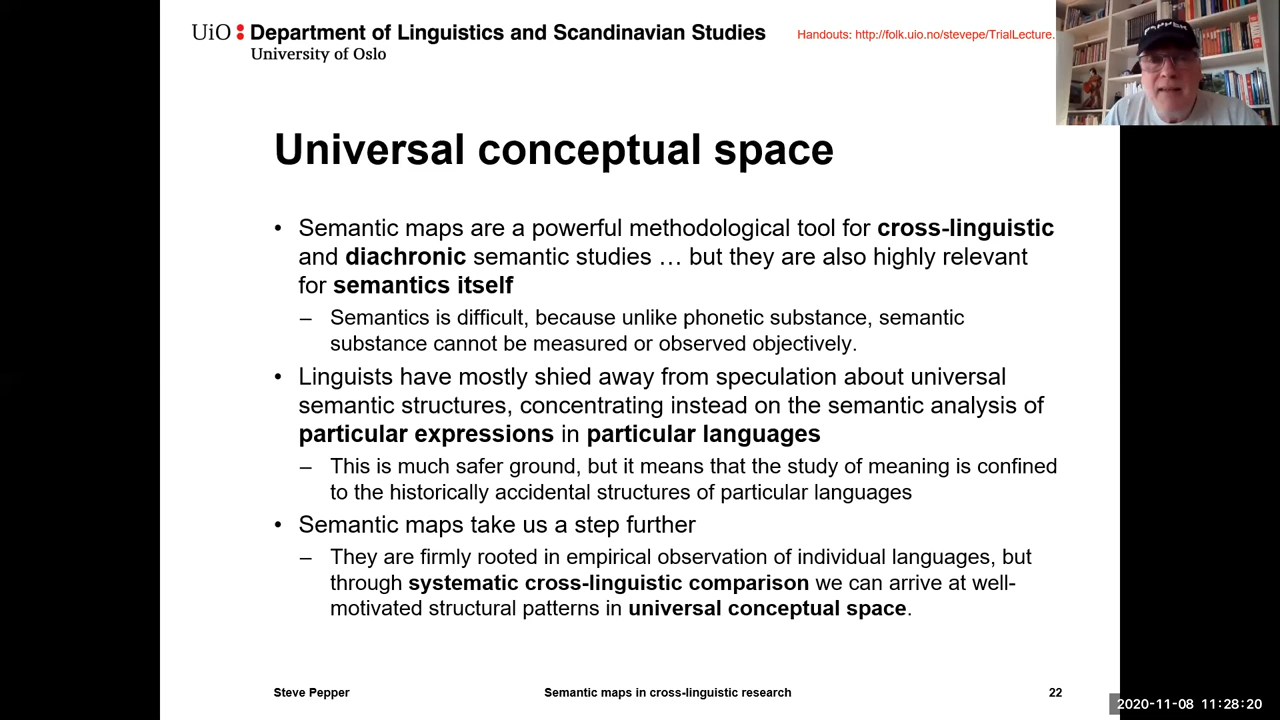 UiO : Department of Linguistics and Scandinavian Studies
University of Oslo
Handouts: http://folk.uio.no/stevepe/TrialLecture.
Universal conceptual space
• Semantic maps are a powerful methodological tool for cross-linguistic
and diachronic semantic studies … but they are also highly relevant
for semantics itself
– Semantics is difficult, because unlike phonetic substance, semantic
substance cannot be measured or observed objectively.
• Linguists have mostly shied away from speculation about universal
semantic structures, concentrating instead on the semantic analysis of
particular expressions in particular languages
– This is much safer ground, but it means that the study of meaning is confined
to the historically accidental structures of particular languages
• Semantic maps take us a step further
– They are firmly rooted in empirical observation of individual languages, but
through systematic cross-linguistic comparison we can arrive at well-
motivated structural patterns in universal conceptual space.
Steve Pepper
Semantic maps in cross-linguistic research
22
2020-11-08 11:28:20